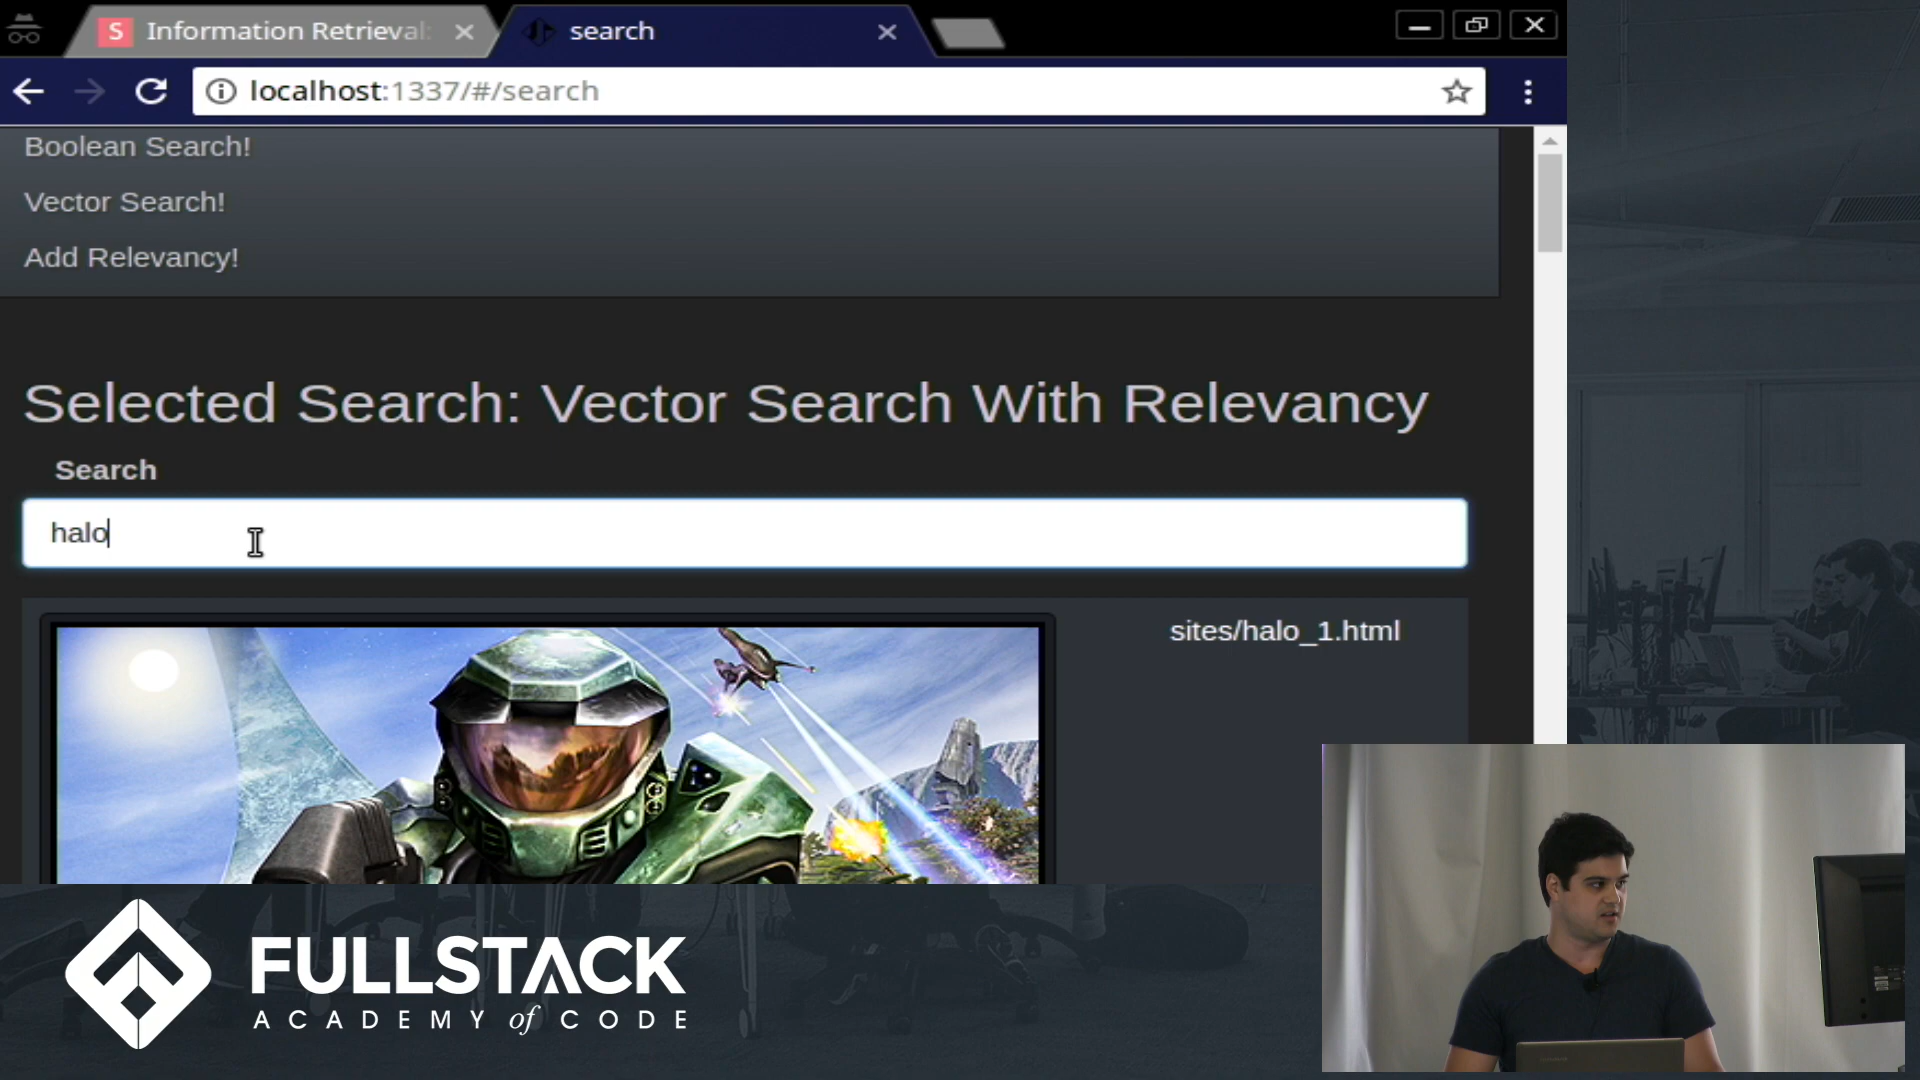 S Information Retrieval:
search
localhost:1337/#/search
Boolean Search!
Vector Search!
Add Relevancy!
Selected Search: Vector Search With Relevancy
Search
halo
sites/halo_1.html
FULLSTACK
ACADEMY of CODE